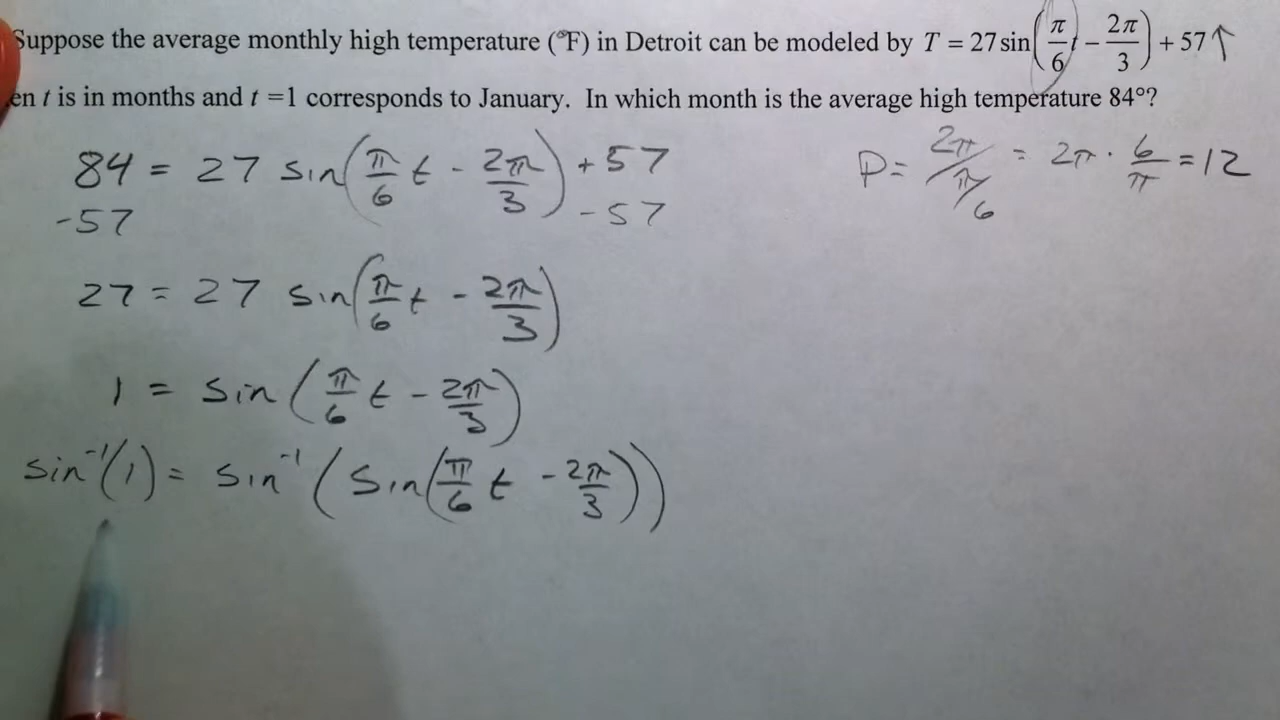 Suppose the average monthly high temperature (°F) in Detroit can be modeled by T = 27 sin(π/6 t − 2π/3) + 57 ↑
en t is in months and t =1 corresponds to January. In which month is the average high temperature 84°?
84 = 27 sin(π/6 t - 2π/3) + 57
P = 2π/(π/6) = 2π · 6/π = 12
-57 -57
27 = 27 sin(π/6 t - 2π/3)
1 = sin(π/6 t - 2π/3)
sin⁻¹(1) = sin⁻¹(sin(π/6 t - 2π/3))